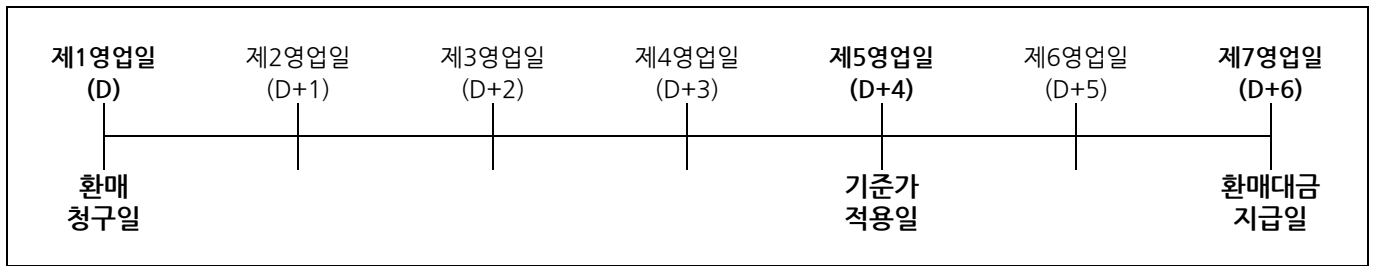 제1영업일 제2영업일 제3영업일 제4영업일 제5영업일 제6영업일 제7영업일
(D) (D+1) (D+2) (D+3) (D+4) (D+5) (D+6)
환매 기준가 환매대금
청구일 적용일 지급일